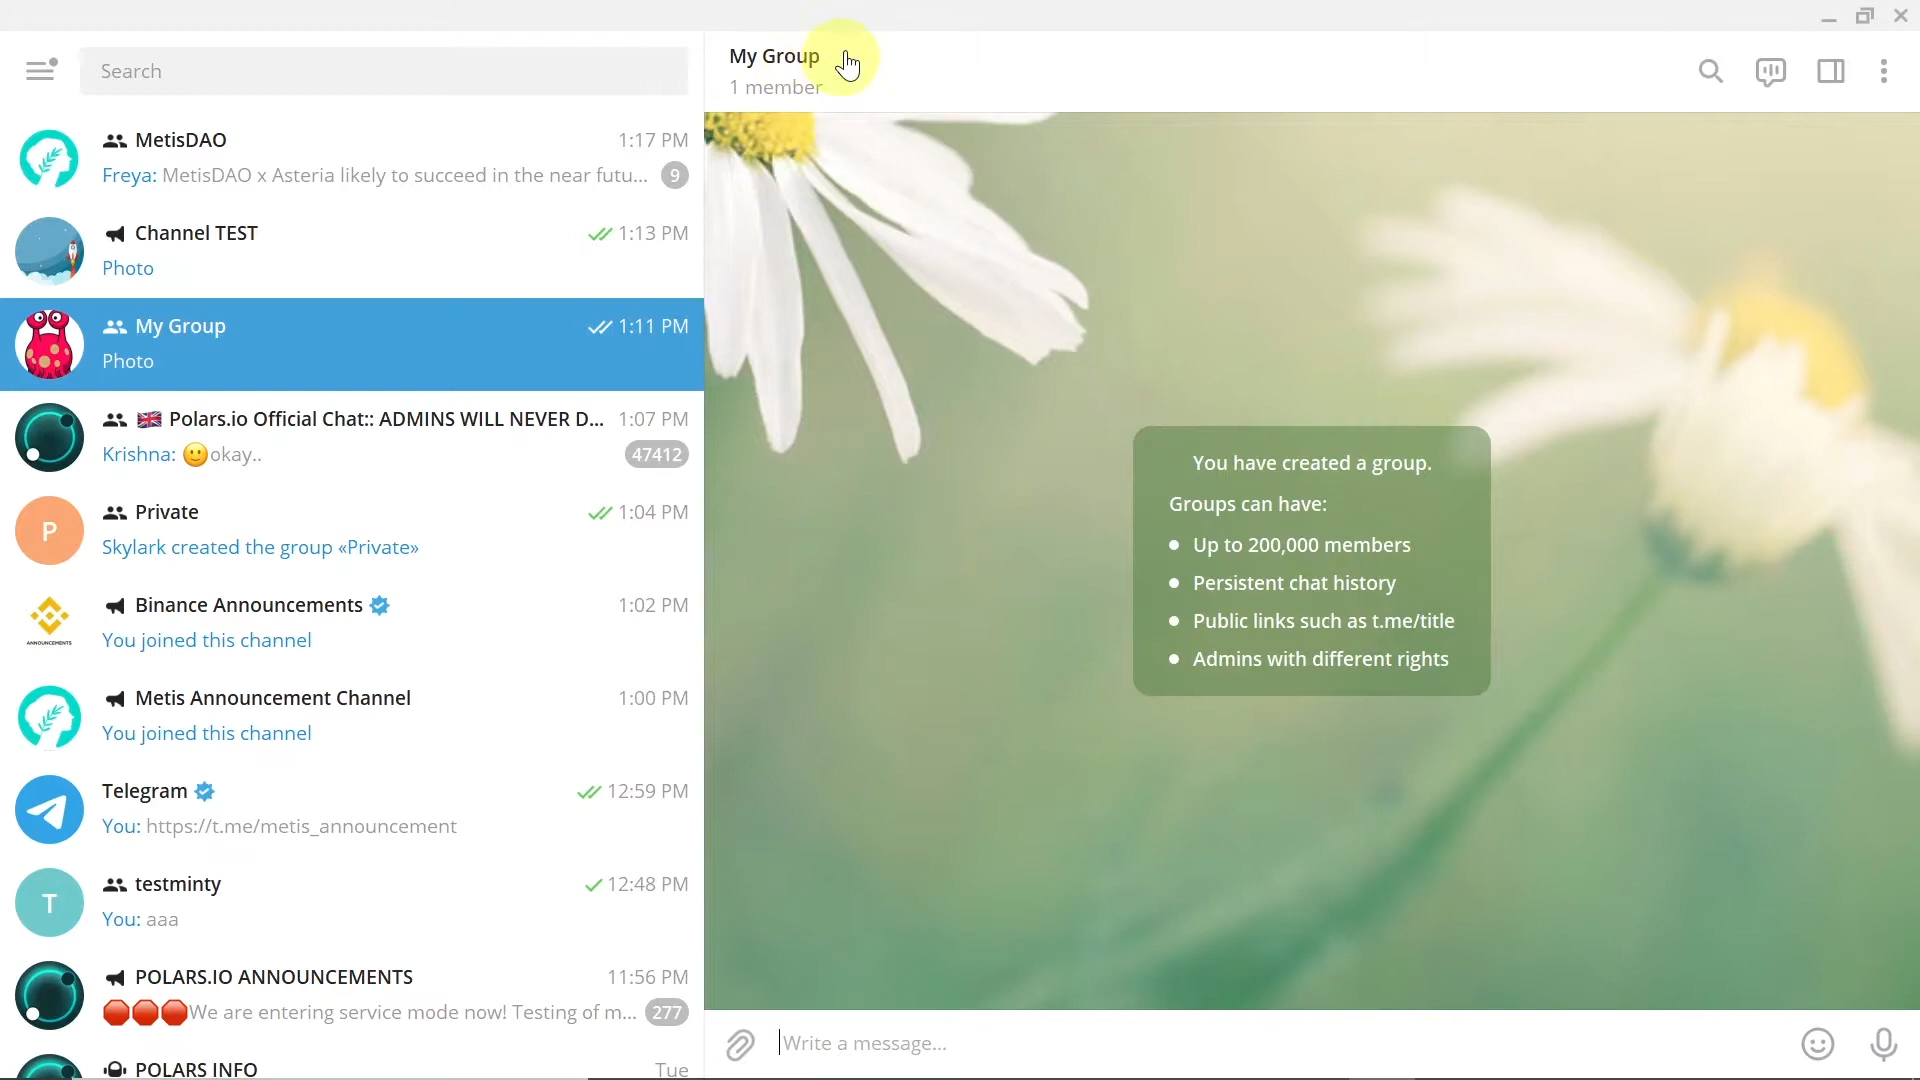 Search
MetisDAO 1:17 PM
Freya: MetisDAO x Asteria likely to succeed in the near futu... 9
Channel TEST 1:13 PM
Photo
My Group 1:11 PM
Photo
🇬🇧 Polars.io Official Chat:: ADMINS WILL NEVER D... 1:07 PM
Krishna: 🙂okay.. 47412
P
Private 1:04 PM
Skylark created the group «Private»
ANNOUNCEMENTS
Binance Announcements 1:02 PM
You joined this channel
Metis Announcement Channel 1:00 PM
You joined this channel
Telegram 12:59 PM
You: https://t.me/metis_announcement
T
testminty 12:48 PM
You: aaa
POLARS.IO ANNOUNCEMENTS 11:56 PM
🛑🛑🛑We are entering service mode now! Testing of m... 277
POLARS INFO Tue
My Group
1 member
You have created a group.
Groups can have:
• Up to 200,000 members
• Persistent chat history
• Public links such as t.me/title
• Admins with different rights
Write a message...